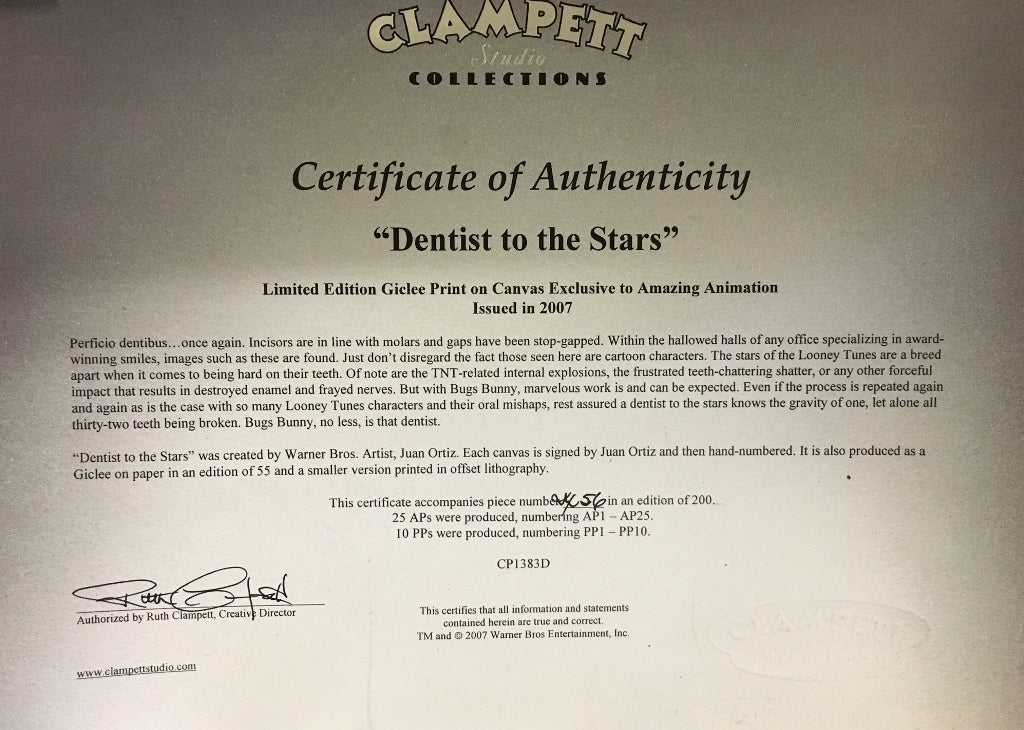 CLAMPETT
Studio
COLLECTIONS
Certificate of Authenticity
“Dentist to the Stars”
Limited Edition Giclee Print on Canvas Exclusive to Amazing Animation
Issued in 2007
Perficio dentibus…once again. Incisors are in line with molars and gaps have been stop-gapped. Within the hallowed halls of any office specializing in award-
winning smiles, images such as these are found. Just don’t disregard the fact those seen here are cartoon characters. The stars of the Looney Tunes are a breed
apart when it comes to being hard on their teeth. Of note are the TNT-related internal explosions, the frustrated teeth-chattering shatter, or any other forceful
impact that results in destroyed enamel and frayed nerves. But with Bugs Bunny, marvelous work is and can be expected. Even if the process is repeated again
and again as is the case with so many Looney Tunes characters and their oral mishaps, rest assured a dentist to the stars knows the gravity of one, let alone all
thirty-two teeth being broken. Bugs Bunny, no less, is that dentist.
“Dentist to the Stars” was created by Warner Bros. Artist, Juan Ortiz. Each canvas is signed by Juan Ortiz and then hand-numbered. It is also produced as a
Giclee on paper in an edition of 55 and a smaller version printed in offset lithography.
This certificate accompanies piece number 56 in an edition of 200.
25 APs were produced, numbering AP1 – AP25.
10 PPs were produced, numbering PP1 – PP10.
CP1383D
Authorized by Ruth Clampett, Creative Director
This certifies that all information and statements
contained herein are true and correct.
TM and © 2007 Warner Bros Entertainment, Inc.
www.clampettstudio.com